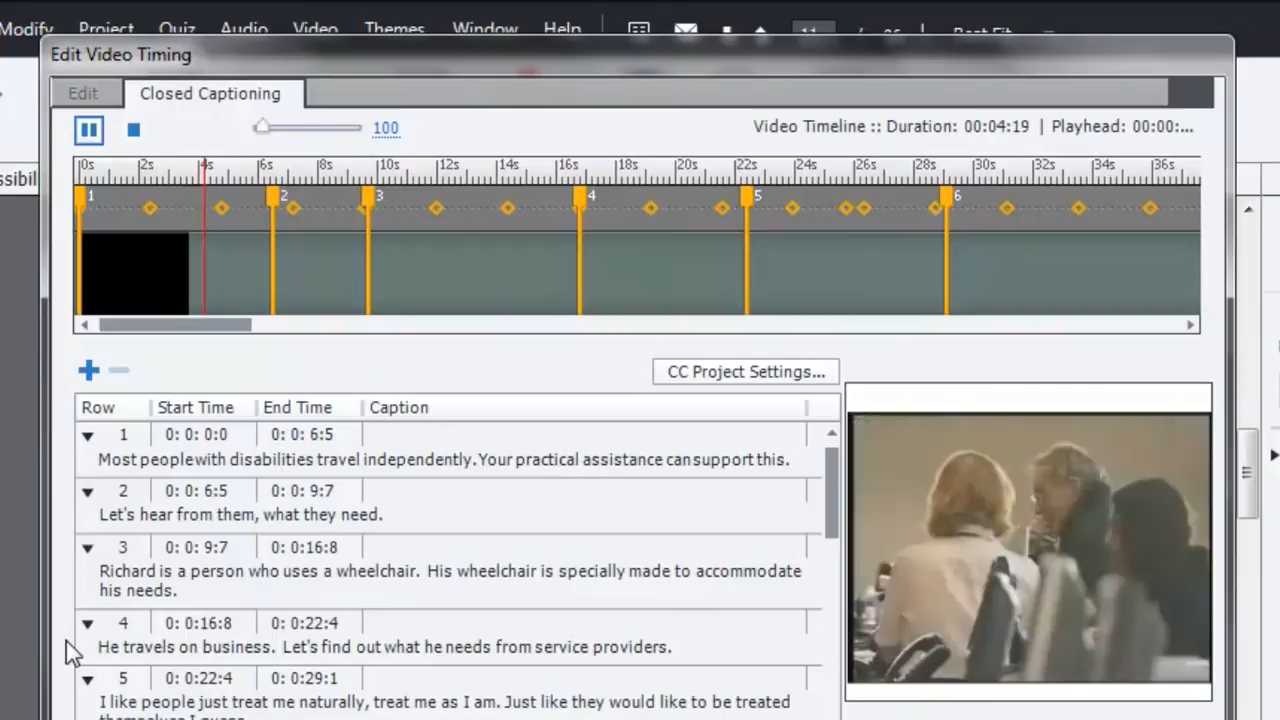 Modify Project Quiz Audio Video Themes Window Help
Edit Video Timing
Edit Closed Captioning
100 Video Timeline :: Duration: 00:04:19 | Playhead: 00:00:...
0s 2s 4s 6s 8s 10s 12s 14s 16s 18s 20s 22s 24s 26s 28s 30s 32s 34s 36s
1 2 3 4 5 6
ssibil
CC Project Settings...
Row Start Time End Time Caption
1 0: 0: 0:0 0: 0: 6:5
Most people with disabilities travel independently. Your practical assistance can support this.
2 0: 0: 6:5 0: 0: 9:7
Let's hear from them, what they need.
3 0: 0: 9:7 0: 0:16:8
Richard is a person who uses a wheelchair. His wheelchair is specially made to accommodate
his needs.
4 0: 0:16:8 0: 0:22:4
He travels on business. Let's find out what he needs from service providers.
5 0: 0:22:4 0: 0:29:1
I like people just treat me naturally, treat me as I am. Just like they would like to be treated